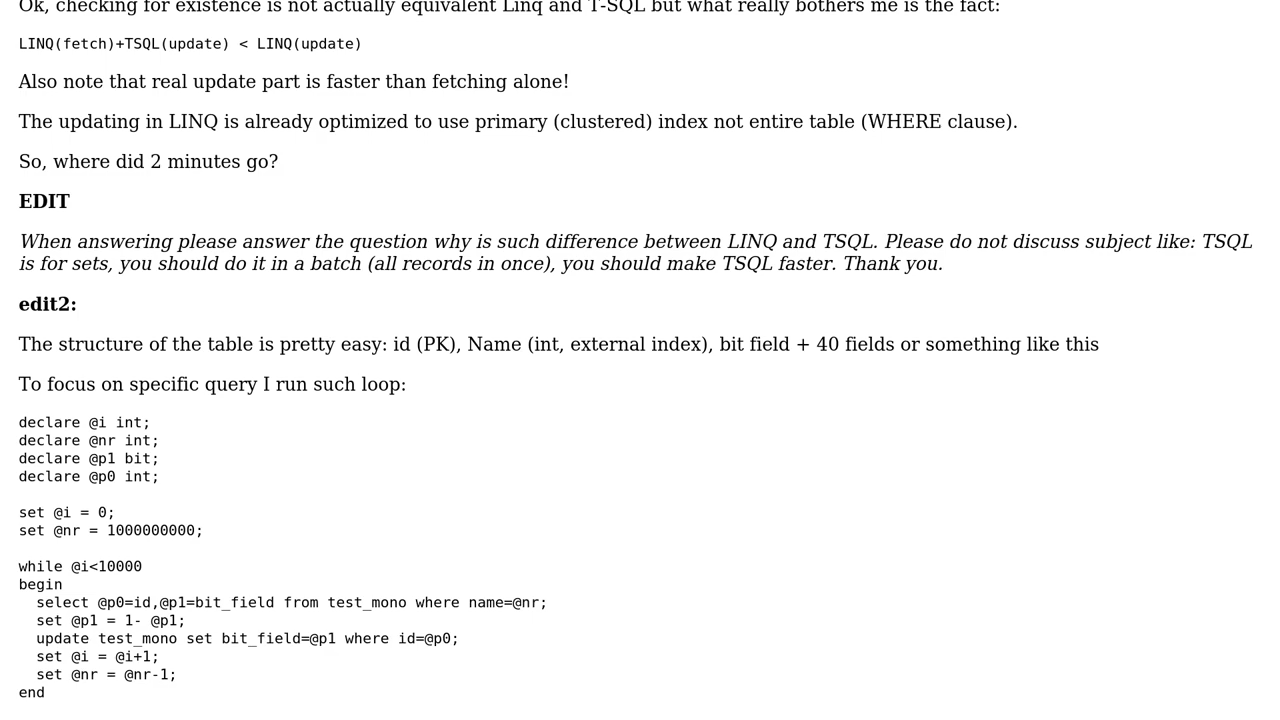 Ok, checking for existence is not actually equivalent Linq and T-SQL but what really bothers me is the fact:
LINQ(fetch)+TSQL(update) < LINQ(update)
Also note that real update part is faster than fetching alone!
The updating in LINQ is already optimized to use primary (clustered) index not entire table (WHERE clause).
So, where did 2 minutes go?
EDIT
When answering please answer the question why is such difference between LINQ and TSQL. Please do not discuss subject like: TSQL
is for sets, you should do it in a batch (all records in once), you should make TSQL faster. Thank you.
edit2:
The structure of the table is pretty easy: id (PK), Name (int, external index), bit field + 40 fields or something like this
To focus on specific query I run such loop:
declare @i int;
declare @nr int;
declare @p1 bit;
declare @p0 int;
set @i = 0;
set @nr = 1000000000;
while @i<10000
begin
  select @p0=id,@p1=bit_field from test_mono where name=@nr;
  set @p1 = 1- @p1;
  update test_mono set bit_field=@p1 where id=@p0;
  set @i = @i+1;
  set @nr = @nr-1;
end